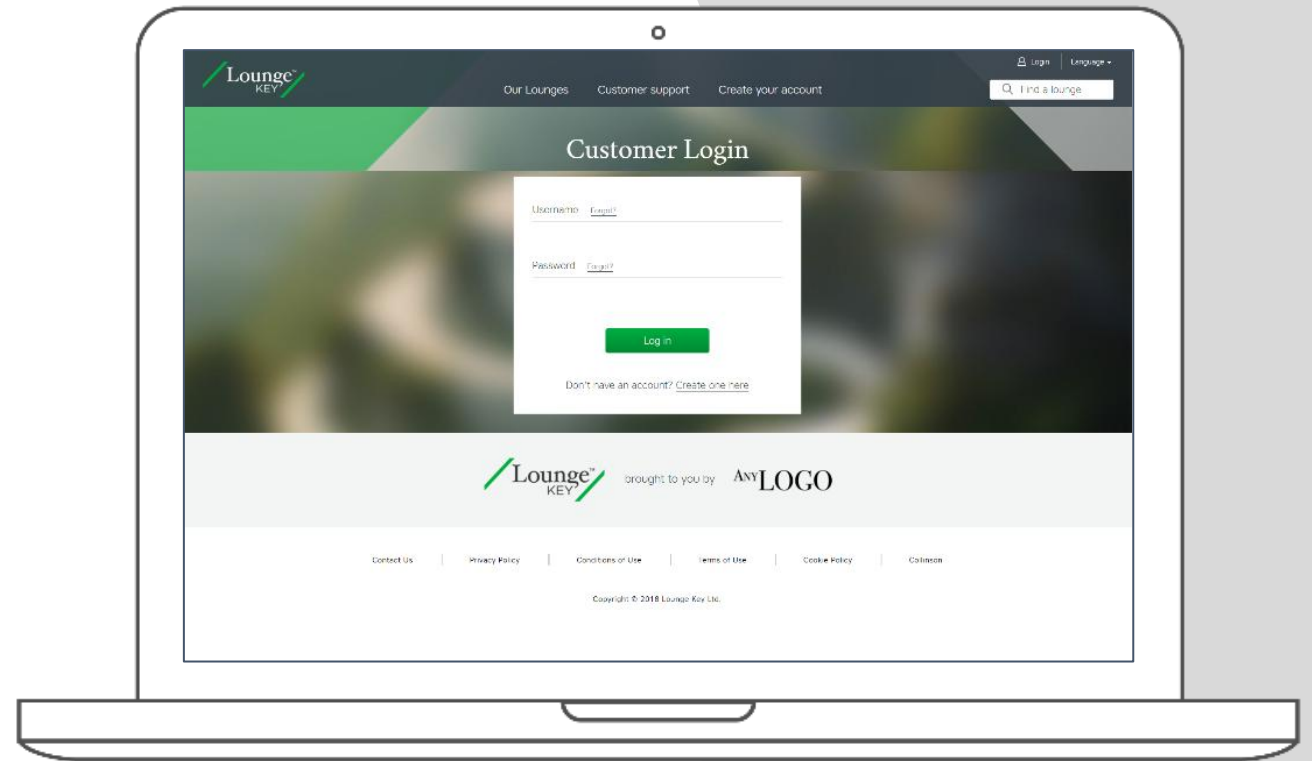 Lounge™
KEY
Login Language
Our Lounges Customer support Create your account
Find a lounge
Customer Login
Username Forgot?
Password Forgot?
Log in
Don't have an account? Create one here
Lounge™
KEY
brought to you by ANY LOGO
Contact Us Privacy Policy Conditions of Use Terms of Use Cookie Policy Collinson
Copyright © 2018 Lounge Key Ltd.